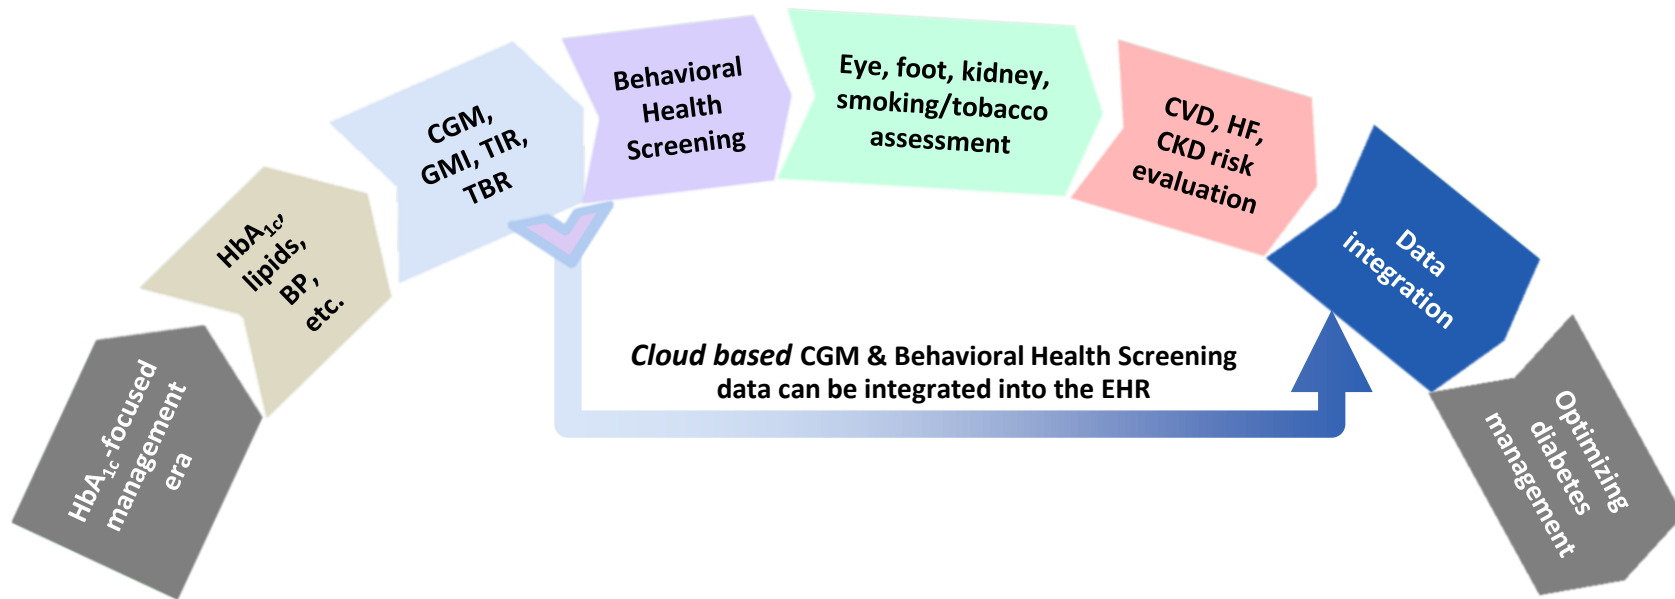 HbA₁c-focused
management
era
HbA₁c,
lipids,
BP,
etc.
CGM,
GMI, TIR,
TBR
Behavioral
Health
Screening
Eye, foot, kidney,
smoking/tobacco
assessment
CVD, HF,
CKD risk
evaluation
Data
integration
Optimizing
diabetes
management
Cloud based CGM & Behavioral Health Screening
data can be integrated into the EHR